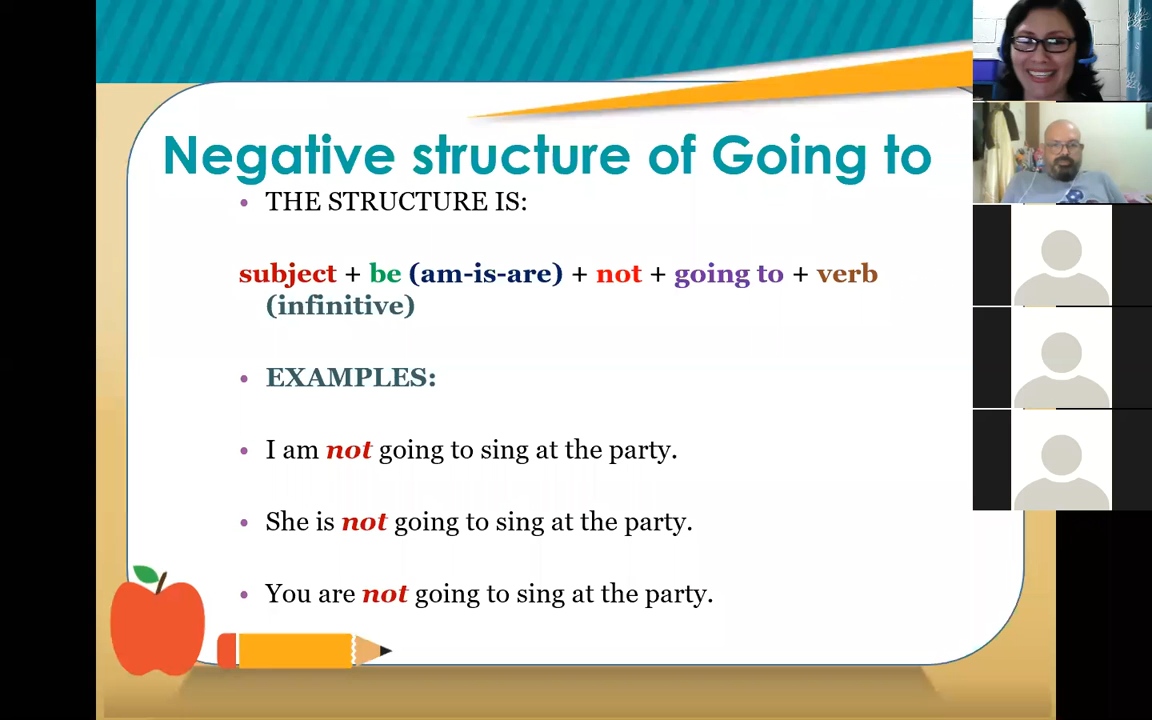 Negative structure of Going to
• THE STRUCTURE IS:
subject + be (am-is-are) + not + going to + verb
(infinitive)
• EXAMPLES:
• I am not going to sing at the party.
• She is not going to sing at the party.
• You are not going to sing at the party.